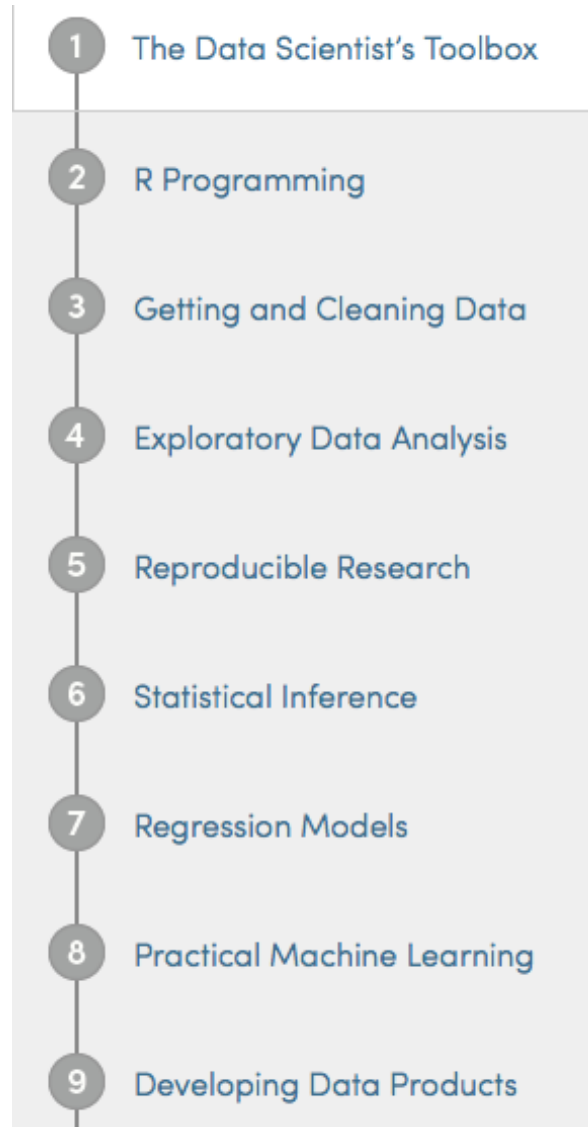 1 The Data Scientist's Toolbox
2 R Programming
3 Getting and Cleaning Data
4 Exploratory Data Analysis
5 Reproducible Research
6 Statistical Inference
7 Regression Models
8 Practical Machine Learning
9 Developing Data Products